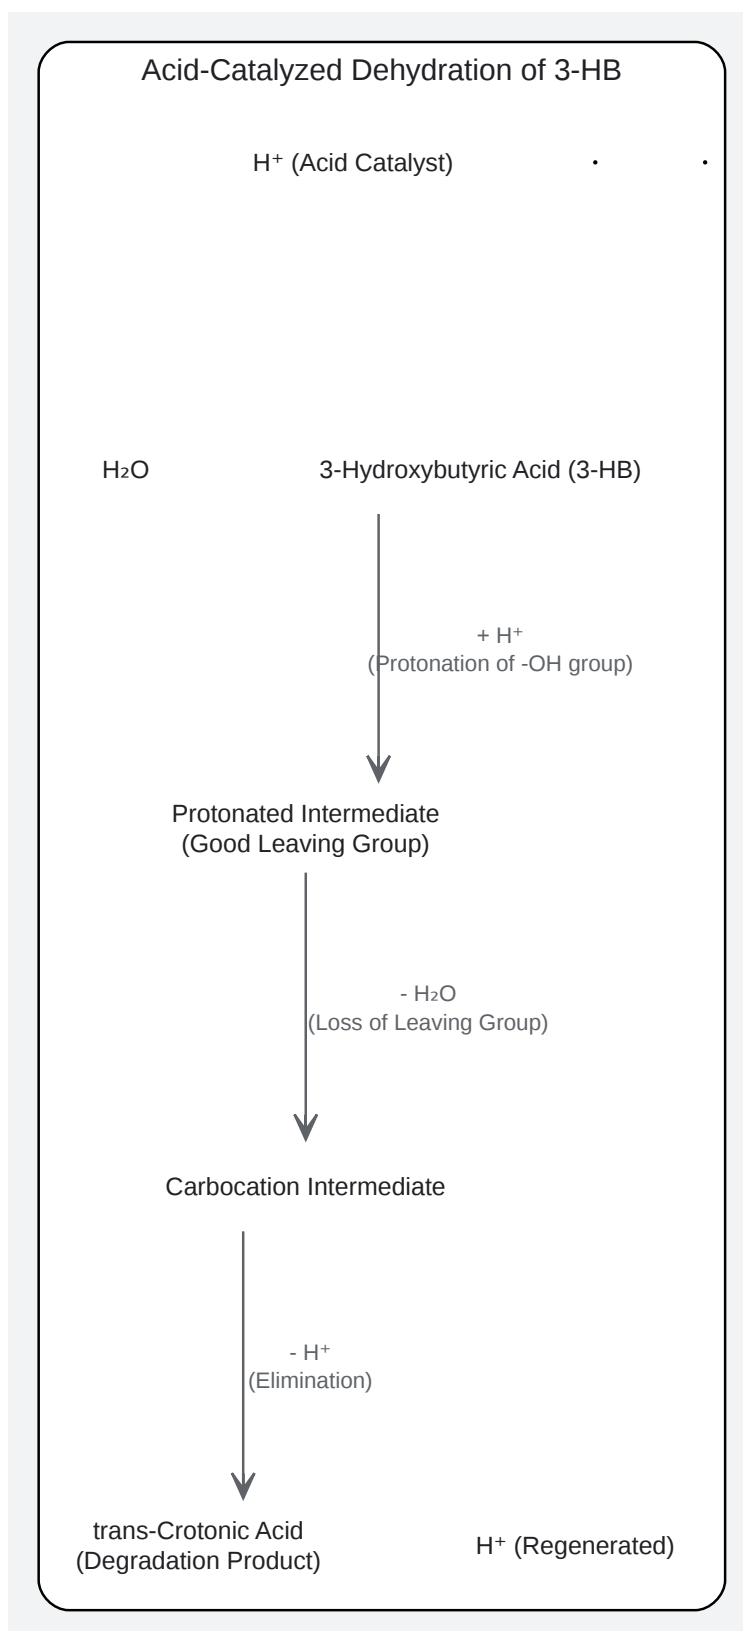 Acid-Catalyzed Dehydration of 3-HB
H⁺ (Acid Catalyst)
H₂O
3-Hydroxybutyric Acid (3-HB)
+ H⁺
(Protonation of -OH group)
Protonated Intermediate
(Good Leaving Group)
- H₂O
(Loss of Leaving Group)
Carbocation Intermediate
- H⁺
(Elimination)
trans-Crotonic Acid
(Degradation Product)
H⁺ (Regenerated)